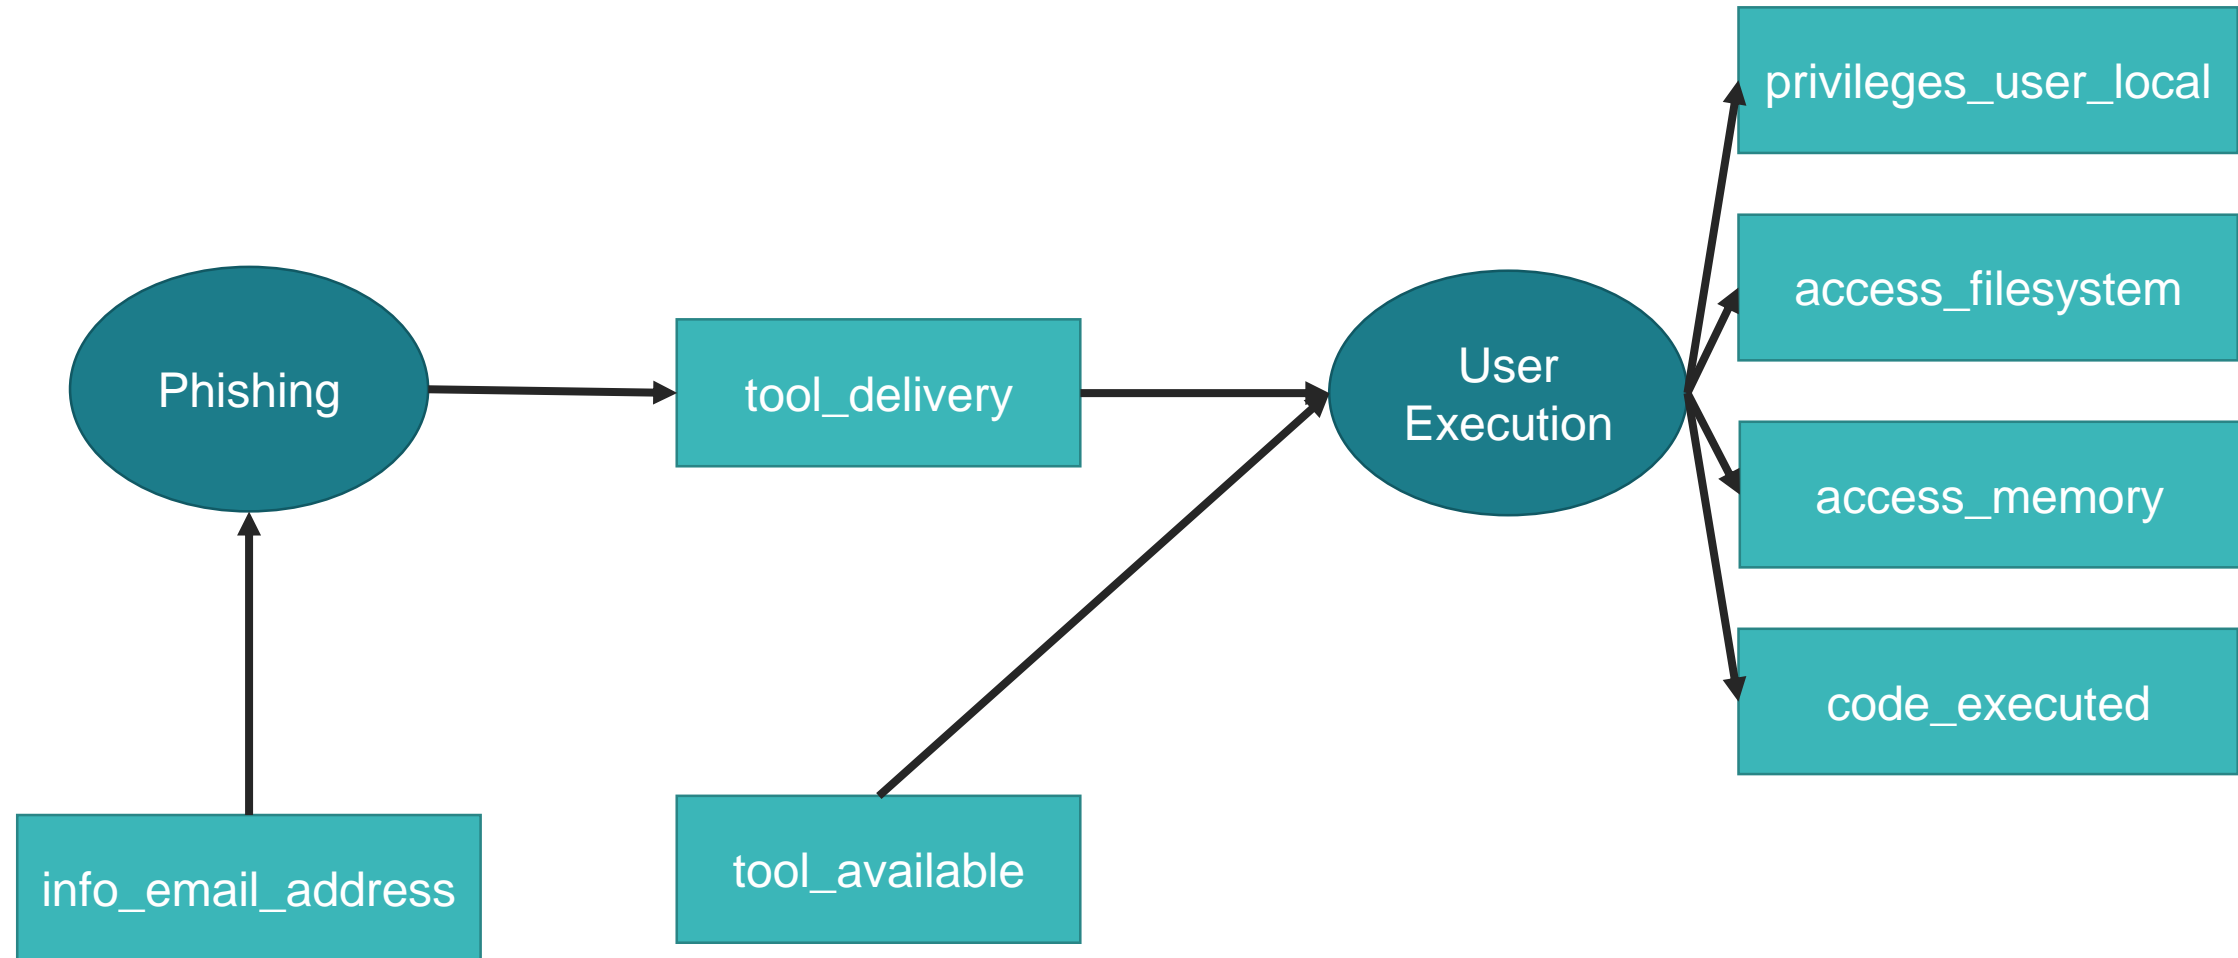 privileges_user_local
access_filesystem
User
Execution
Phishing
tool_delivery
access_memory
code_executed
tool_available
info_email_address